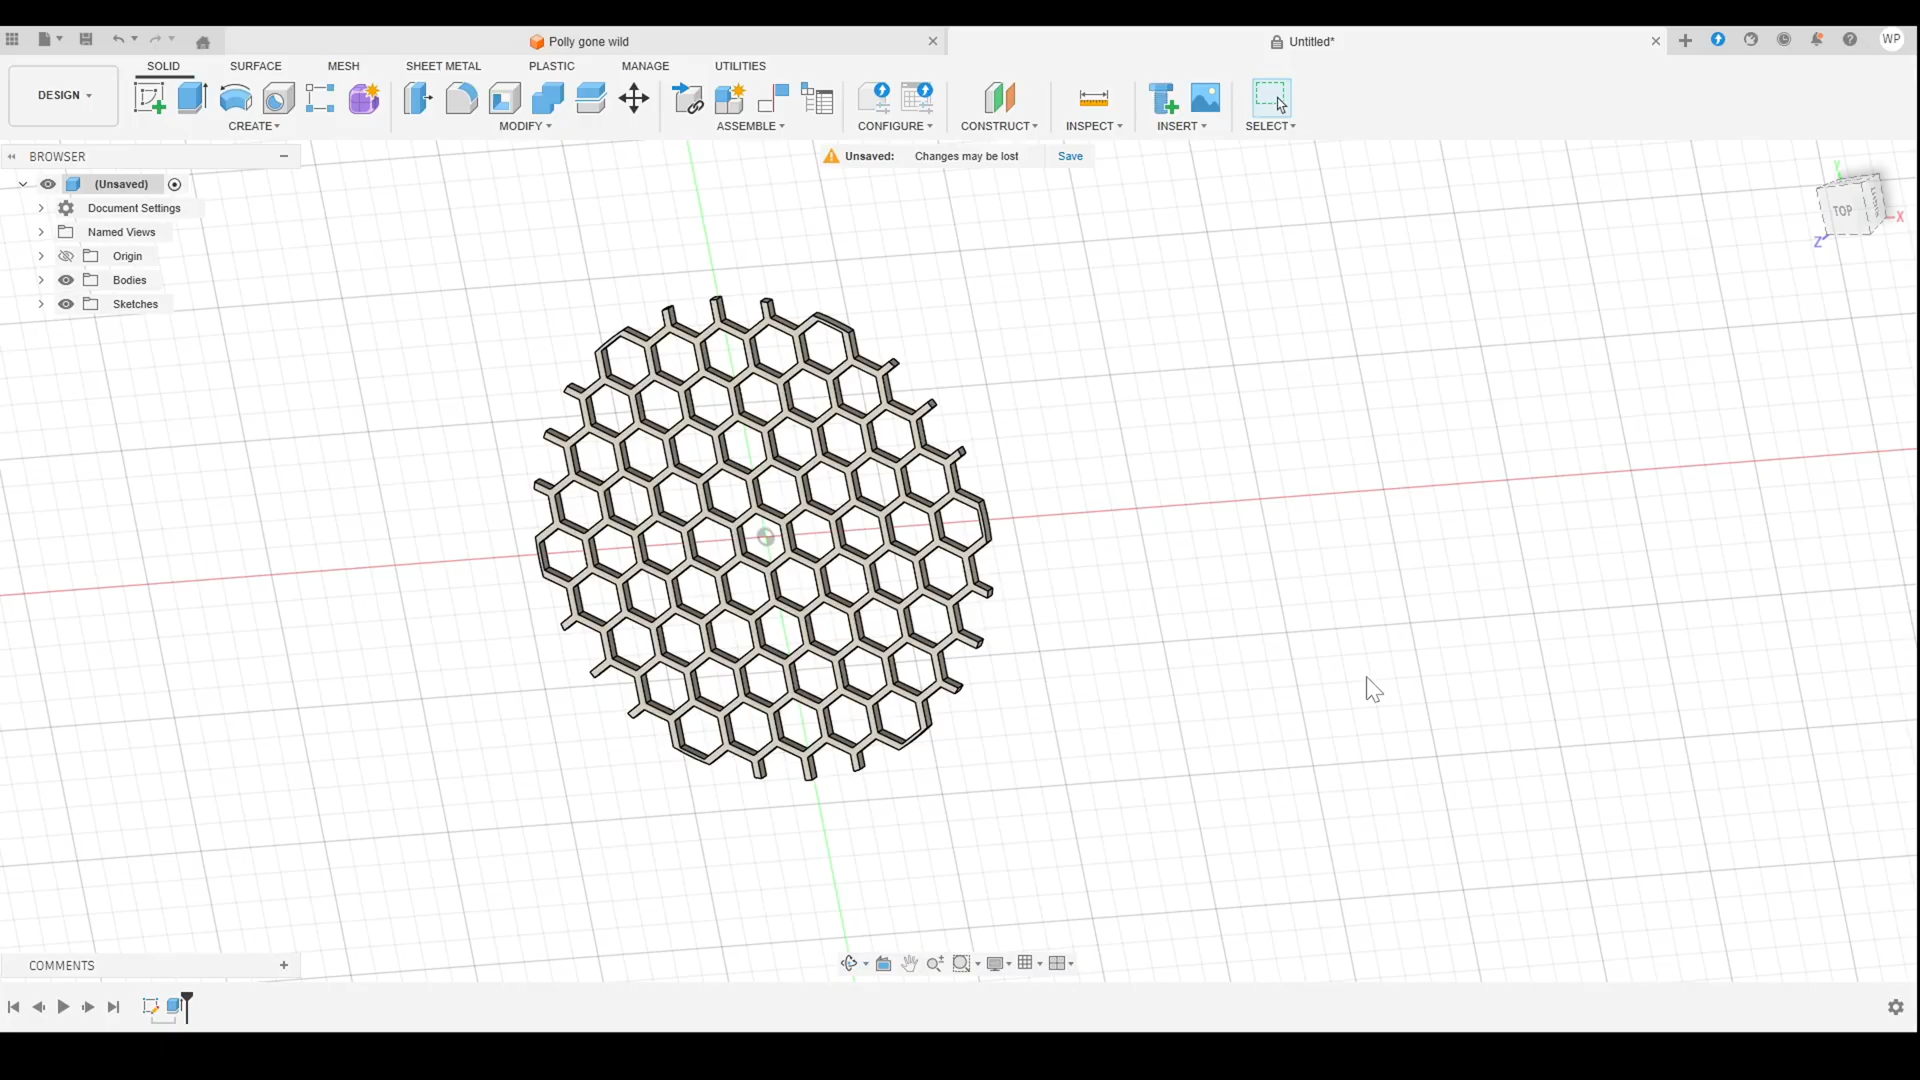 Polly gone wild
Untitled*
WP
SOLID
SURFACE
MESH
SHEET METAL
PLASTIC
MANAGE
UTILITIES
DESIGN
CREATE
MODIFY
ASSEMBLE
CONFIGURE
CONSTRUCT
INSPECT
INSERT
SELECT
BROWSER
Unsaved: Changes may be lost Save
(Unsaved)
Document Settings
Named Views
Origin
Bodies
Sketches
Y
TOP
X
Z
COMMENTS